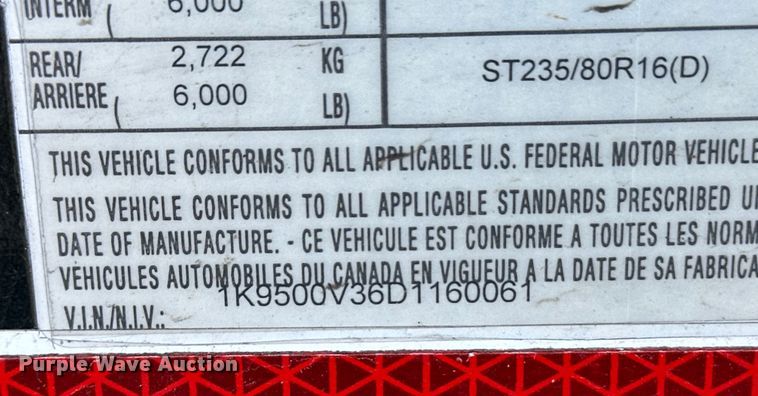 INTERM 6,000 LB)
REAR/ 2,722 KG ST235/80R16(D)
ARRIERE ( 6,000 LB)
THIS VEHICLE CONFORMS TO ALL APPLICABLE U.S. FEDERAL MOTOR VEHICLE
THIS VEHICLE CONFORMS TO ALL APPLICABLE STANDARDS PRESCRIBED
DATE OF MANUFACTURE. - CE VEHICULE EST CONFORME A TOUTES LES NORM
VEHICULES AUTOMOBILES DU CANADA EN VIGUEUR A LA DATE DE SA FABRICA
1K9500V36D1160061
V.I.N./N.I.V.:
Purple Wave Auction